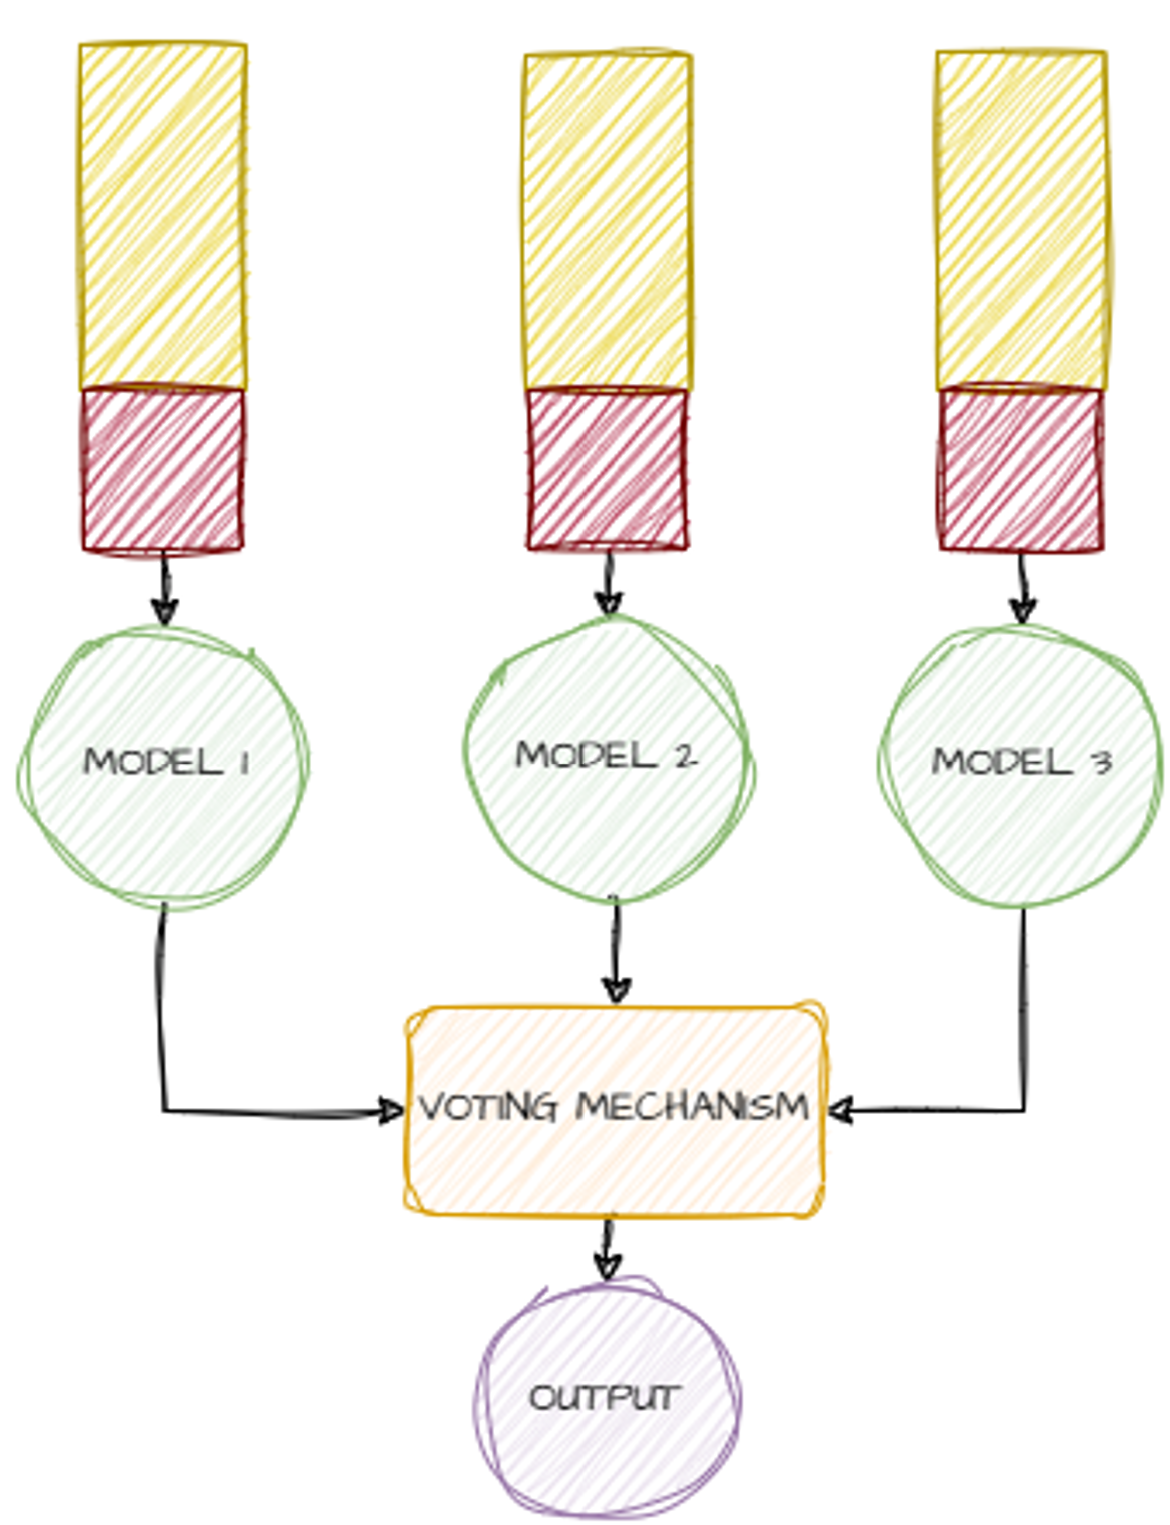 MODEL 1
MODEL 2
MODEL 3
VOTING MECHANISM
OUTPUT